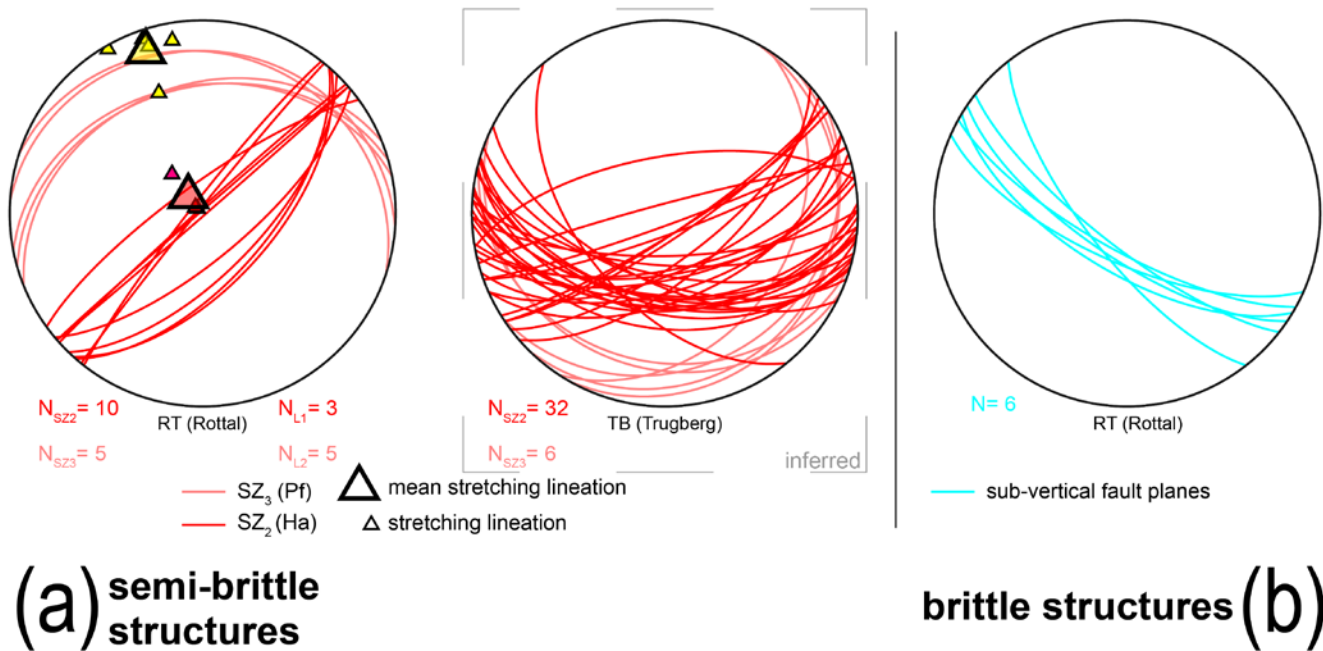 N_SZ2= 10
N_L1= 3
RT (Rottal)
N_SZ3= 5
N_L2= 5
N_SZ2= 32
TB (Trugberg)
N_SZ3= 6
inferred
N= 6
RT (Rottal)
SZ_3 (Pf)
mean stretching lineation
SZ_2 (Ha)
stretching lineation
sub-vertical fault planes
(a) semi-brittle
structures
brittle structures (b)